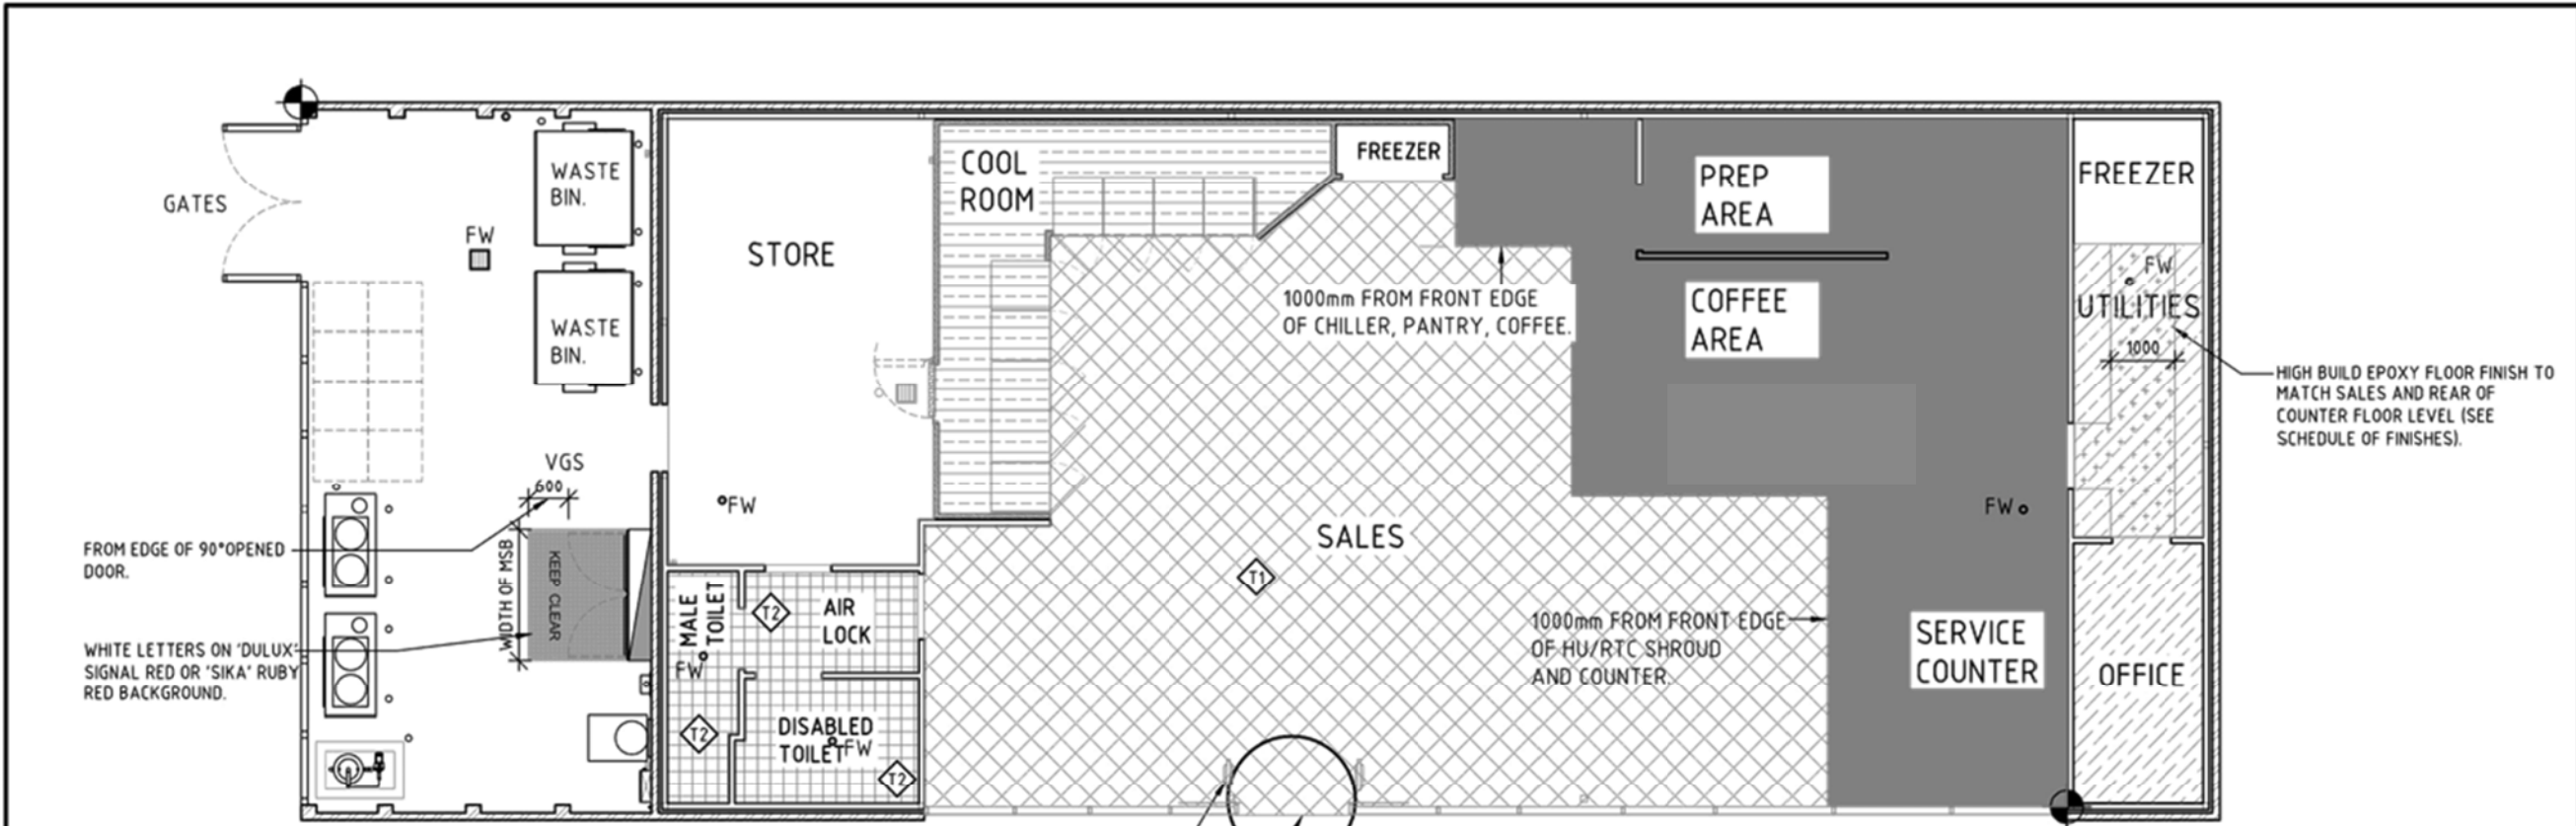 GATES
FW
WASTE
BIN.
WASTE
BIN.
VGS
600
FROM EDGE OF 90°OPENED
DOOR.
WIDTH OF MSB
KEEP CLEAR
WHITE LETTERS ON 'DULUX'
SIGNAL RED OR 'SIKA' RUBY
RED BACKGROUND.
STORE
FW
MALE
TOILET
FW
T2
AIR
LOCK
T2
DISABLED
TOILET
FW
T2
COOL
ROOM
FREEZER
1000mm FROM FRONT EDGE
OF CHILLER, PANTRY, COFFEE.
SALES
T1
1000mm FROM FRONT EDGE
OF HU/RTC SHROUD
AND COUNTER.
PREP
AREA
COFFEE
AREA
FW
SERVICE
COUNTER
FREEZER
FW
UTILITIES
1000
OFFICE
HIGH BUILD EPOXY FLOOR FINISH TO
MATCH SALES AND REAR OF
COUNTER FLOOR LEVEL (SEE
SCHEDULE OF FINISHES).